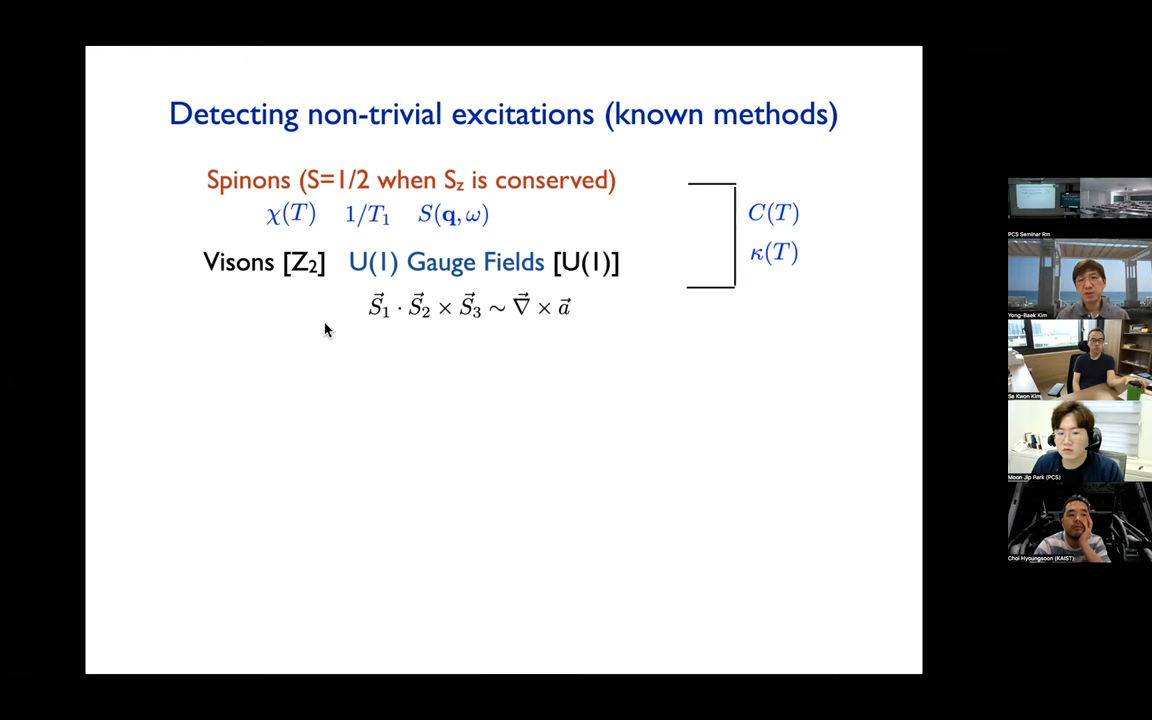 Detecting non-trivial excitations (known methods)
Spinons (S=1/2 when S_z is conserved)
χ(T) 1/T₁ S(q,ω)
C(T)
κ(T)
Visons [Z₂] U(1) Gauge Fields [U(1)]
S⃗₁ · S⃗₂ × S⃗₃ ∼ ∇⃗ × a⃗
PCS Seminar Rm
Yong-Baek Kim
Se Kwon Kim
Moon Jip Park (PCS)
Choi Hyoungsoon (KAIST)